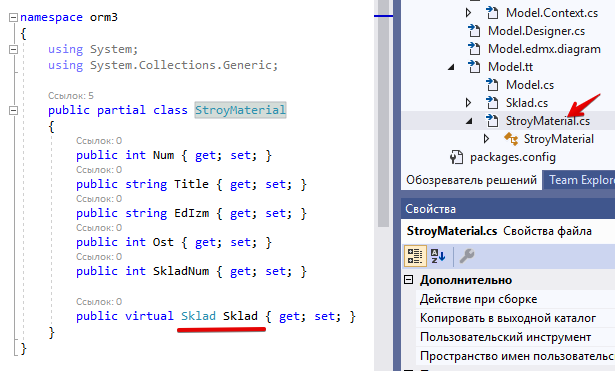 namespace orm3
{
using System;
using System.Collections.Generic;
Ссылок: 5
public partial class StroyMaterial
{
Ссылок: 0
public int Num { get; set; }
Ссылок: 0
public string Title { get; set; }
Ссылок: 0
public string EdIzm { get; set; }
Ссылок: 0
public int Ost { get; set; }
Ссылок: 0
public int SkladNum { get; set; }
Ссылок: 0
public virtual Sklad Sklad { get; set; }
}
}
Model.Context.cs
Model.Designer.cs
Model.edmx.diagram
Model.tt
Model.cs
Sklad.cs
StroyMaterial.cs
StroyMaterial
packages.config
Обозреватель решений Team Explore
Свойства
StroyMaterial.cs Свойства файла
Дополнительно
Действие при сборке
Копировать в выходной каталог
Пользовательский инструмент
Пространство имен пользователь